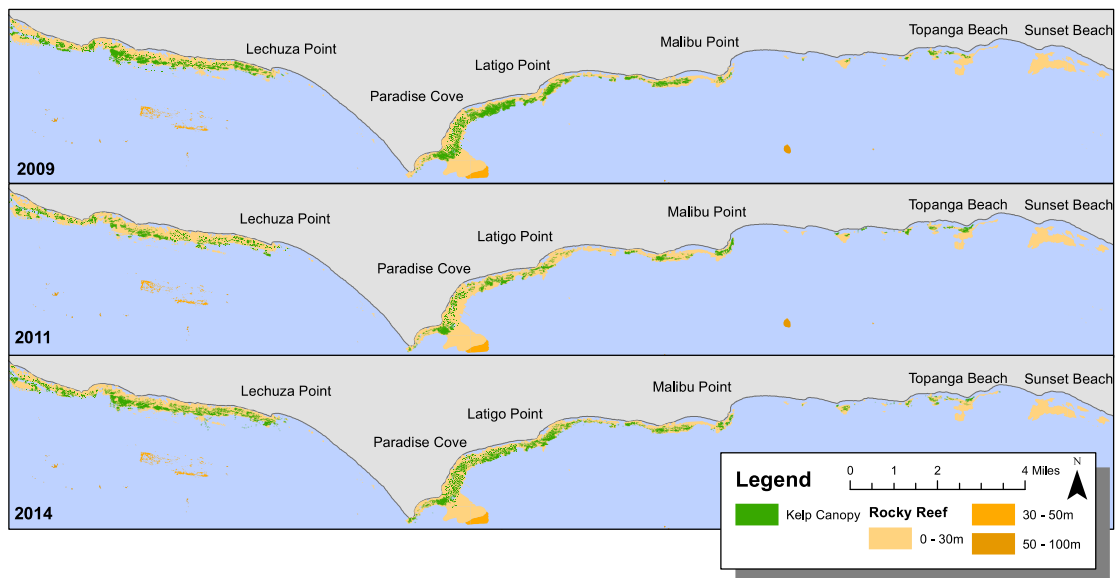 Lechuza Point
Latigo Point
Paradise Cove
Malibu Point
Topanga Beach
Sunset Beach
2009
Lechuza Point
Latigo Point
Paradise Cove
Malibu Point
Topanga Beach
Sunset Beach
2011
Lechuza Point
Latigo Point
Paradise Cove
Malibu Point
Topanga Beach
Sunset Beach
2014
Legend
0 1 2 4 Miles
N
Kelp Canopy
Rocky Reef
0 - 30m
30 - 50m
50 - 100m